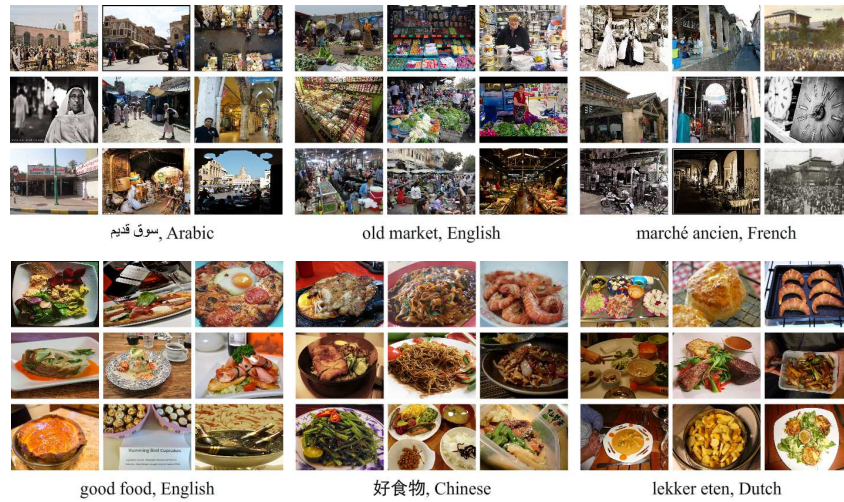 سوق قديم, Arabic
old market, English
marché ancien, French
good food, English
好食物, Chinese
lekker eten, Dutch